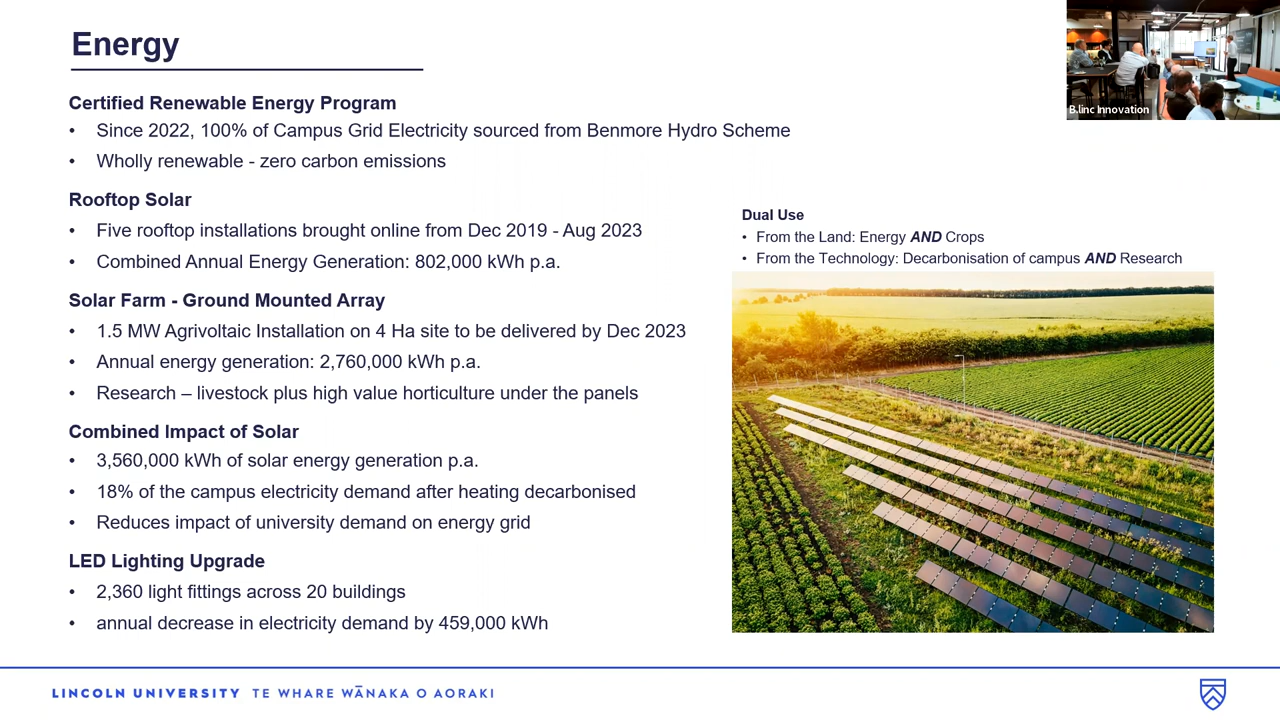 Energy
B.linc Innovation
Certified Renewable Energy Program
• Since 2022, 100% of Campus Grid Electricity sourced from Benmore Hydro Scheme
• Wholly renewable - zero carbon emissions
Rooftop Solar
• Five rooftop installations brought online from Dec 2019 - Aug 2023
• Combined Annual Energy Generation: 802,000 kWh p.a.
Solar Farm - Ground Mounted Array
• 1.5 MW Agrivoltaic Installation on 4 Ha site to be delivered by Dec 2023
• Annual energy generation: 2,760,000 kWh p.a.
• Research – livestock plus high value horticulture under the panels
Combined Impact of Solar
• 3,560,000 kWh of solar energy generation p.a.
• 18% of the campus electricity demand after heating decarbonised
• Reduces impact of university demand on energy grid
LED Lighting Upgrade
• 2,360 light fittings across 20 buildings
• annual decrease in electricity demand by 459,000 kWh
Dual Use
• From the Land: Energy AND Crops
• From the Technology: Decarbonisation of campus AND Research
LINCOLN UNIVERSITY TE WHARE WĀNAKA O AORAKI